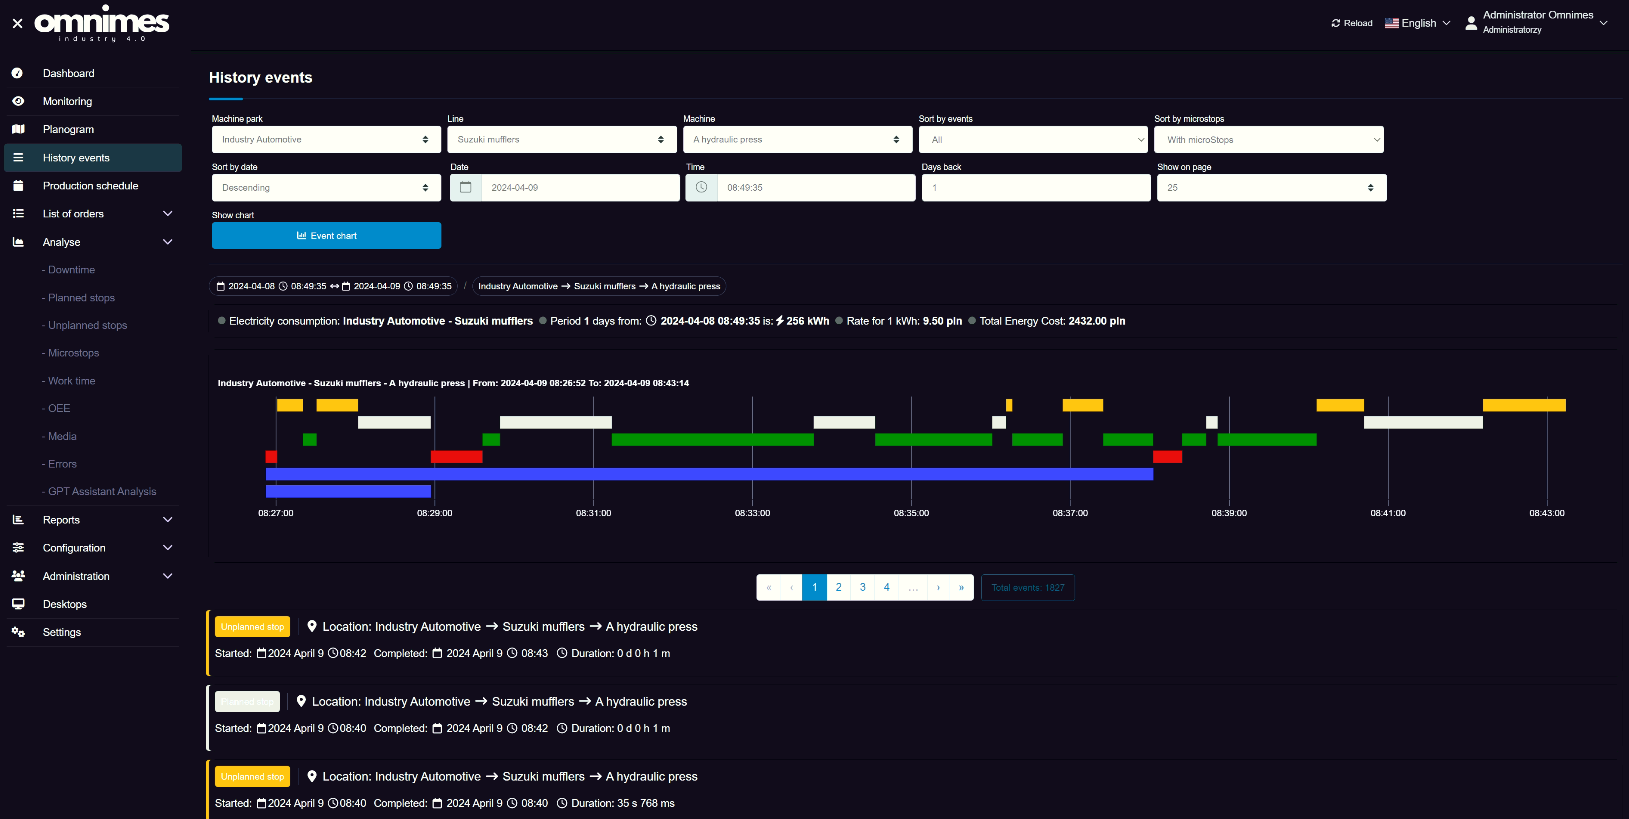 omnimes
industry 4.0
Reload
English
Administrator Omnimes
Administratorzy
Dashboard
Monitoring
Planogram
History events
Production schedule
List of orders
Analyse
- Downtime
- Planned stops
- Unplanned stops
- Microstops
- Work time
- OEE
- Media
- Errors
- GPT Assistant Analysis
Reports
Configuration
Administration
Desktops
Settings
History events
Machine park
Line
Machine
Sort by events
Sort by microstops
Industry Automotive
Suzuki mufflers
A hydraulic press
All
With microStops
Sort by date
Date
Time
Days back
Show on page
Descending
2024-04-09
08:49:35
1
25
Show chart
Event chart
2024-04-08 08:49:35 ↔ 2024-04-09 08:49:35 / Industry Automotive → Suzuki mufflers → A hydraulic press
Electricity consumption: Industry Automotive - Suzuki mufflers Period 1 days from: 2024-04-08 08:49:35 is: 256 kWh Rate for 1 kWh: 9.50 pln Total Energy Cost: 2432.00 pln
Industry Automotive - Suzuki mufflers - A hydraulic press | From: 2024-04-09 08:26:52 To: 2024-04-09 08:43:14
08:27:00 08:29:00 08:31:00 08:33:00 08:35:00 08:37:00 08:39:00 08:41:00 08:43:00
« ‹ 1 2 3 4 ... › » Total events: 1827
Unplanned stop Location: Industry Automotive → Suzuki mufflers → A hydraulic press
Started: 2024 April 9 08:42 Completed: 2024 April 9 08:43 Duration: 0 d 0 h 1 m
Planned stop Location: Industry Automotive → Suzuki mufflers → A hydraulic press
Started: 2024 April 9 08:40 Completed: 2024 April 9 08:42 Duration: 0 d 0 h 1 m
Unplanned stop Location: Industry Automotive → Suzuki mufflers → A hydraulic press
Started: 2024 April 9 08:40 Completed: 2024 April 9 08:40 Duration: 35 s 768 ms